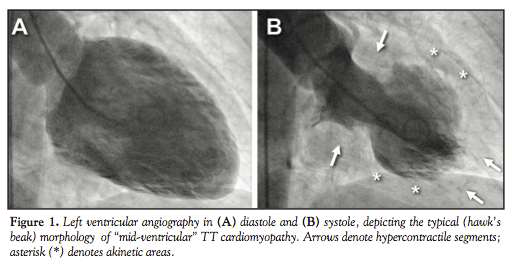 A
B
* *
* *
Figure 1. Left ventricular angiography in (A) diastole and (B) systole, depicting the typical (hawk's
beak) morphology of “mid-ventricular” TT cardiomyopathy. Arrows denote hypercontractile segments;
asterisk (*) denotes akinetic areas.